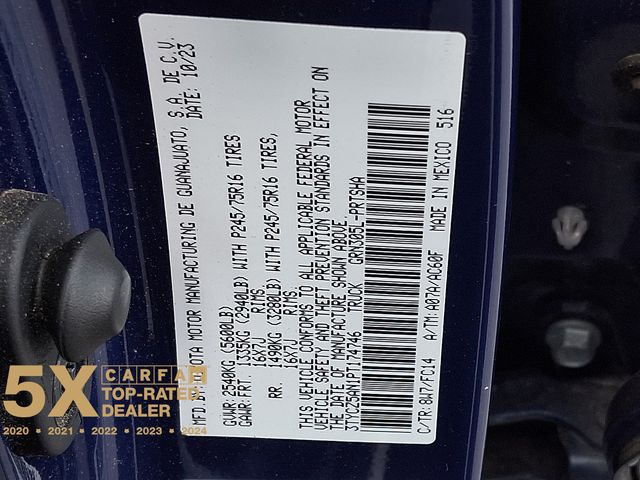 MFD. BY: TOYOTA MOTOR MANUFACTURING DE GUANAJUATO, S.A. DE C.V.
DATE: 10/23
GVWR: 2540KG (5600LB)
GAWR: FRT. 1335KG (2940LB) WITH P245/75R16 TIRES
16X7J RIMS,
RR. 1490KG (3280LB) WITH P245/75R16 TIRES,
16X7J RIMS.
THIS VEHICLE CONFORMS TO ALL APPLICABLE FEDERAL MOTOR
VEHICLE SAFETY AND THEFT PREVENTION STANDARDS IN EFFECT ON
THE DATE OF MANUFACTURE SHOWN ABOVE.
3TYCZ5AN1PT174746 TRUCK GRN305L-PRTSHA
C/TR: 8W7/FC14 A/TM: A07A/AC60F MADE IN MEXICO 516
5X CARFAX
TOP-RATED
DEALER
2020 • 2021 • 2022 • 2023 • 2024